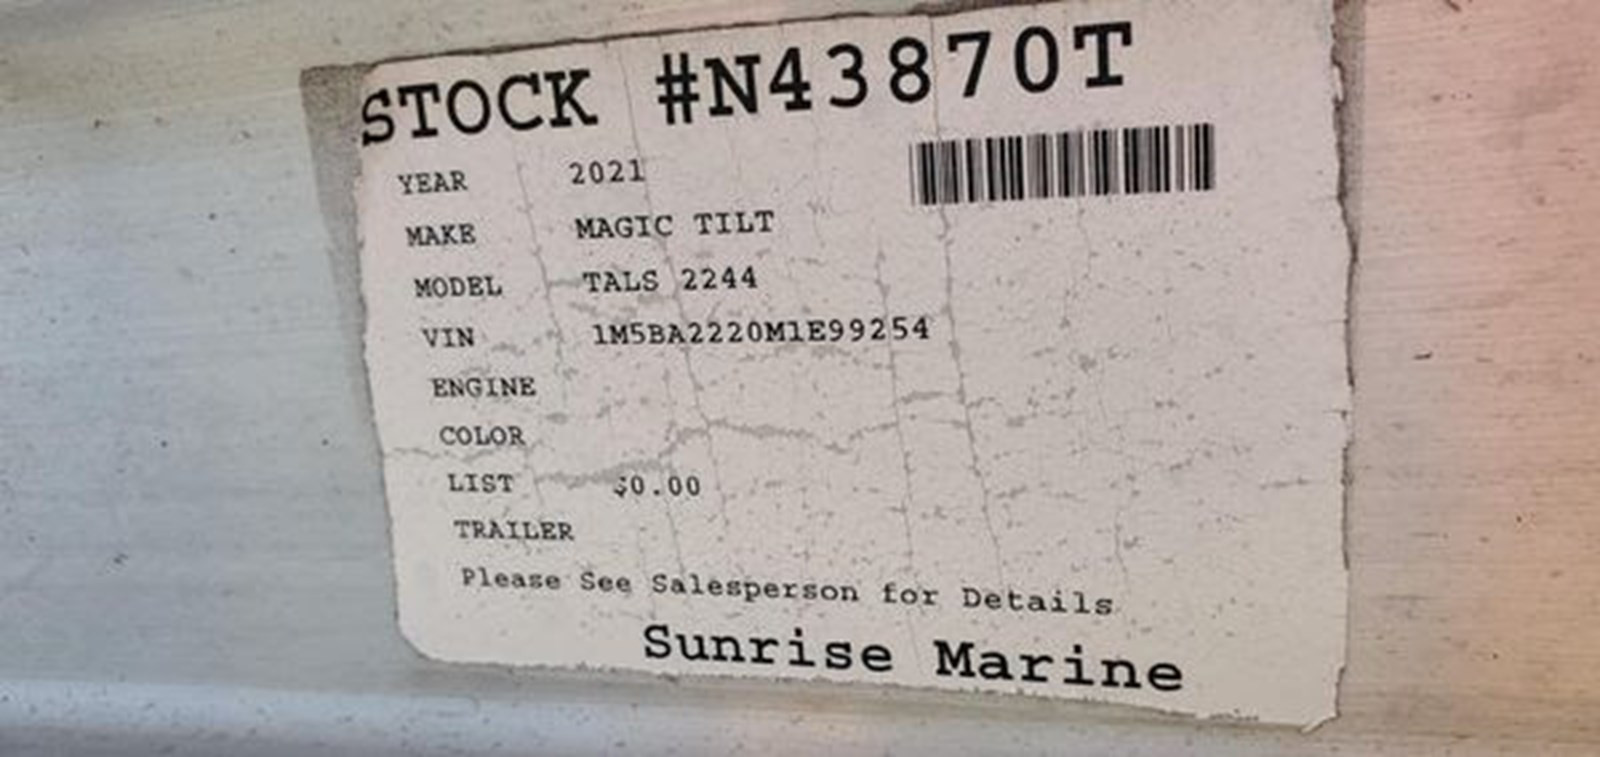 STOCK #N43870T
YEAR 2021
MAKE MAGIC TILT
MODEL TALS 2244
VIN 1M5BA2220M1E99254
ENGINE
COLOR
LIST $0.00
TRAILER
Please See Salesperson for Details
Sunrise Marine